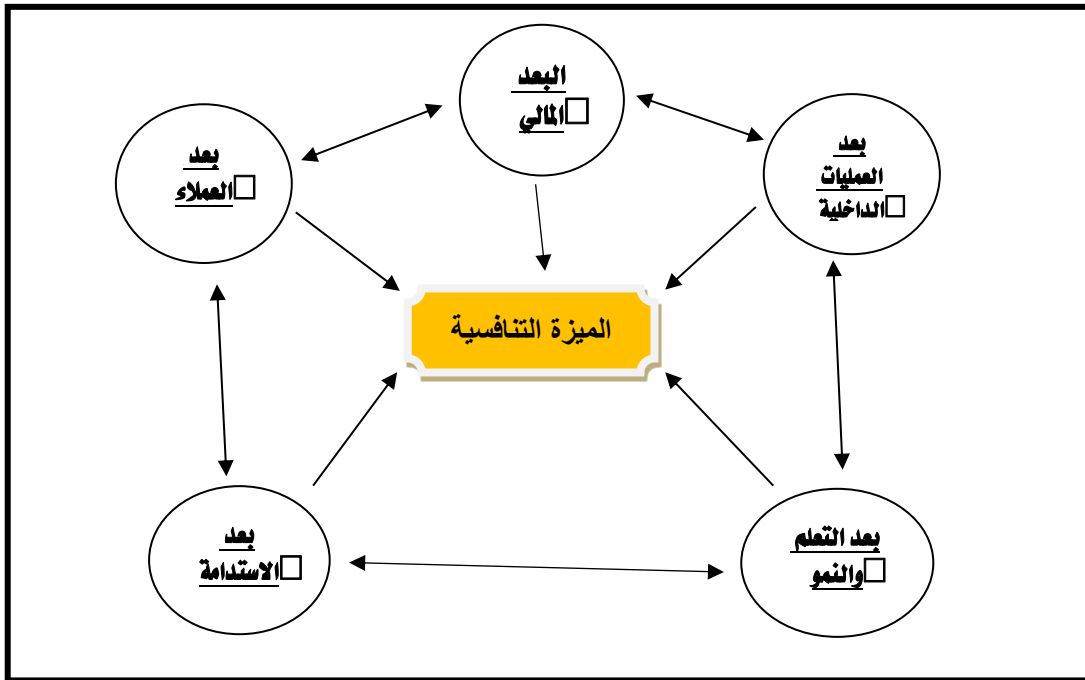 البعد
المالي
بعد
العمليات
الداخلية
بعد
العملاء
الميزة التنافسية
بعد التعلم
والنمو
بعد
الاستدامة